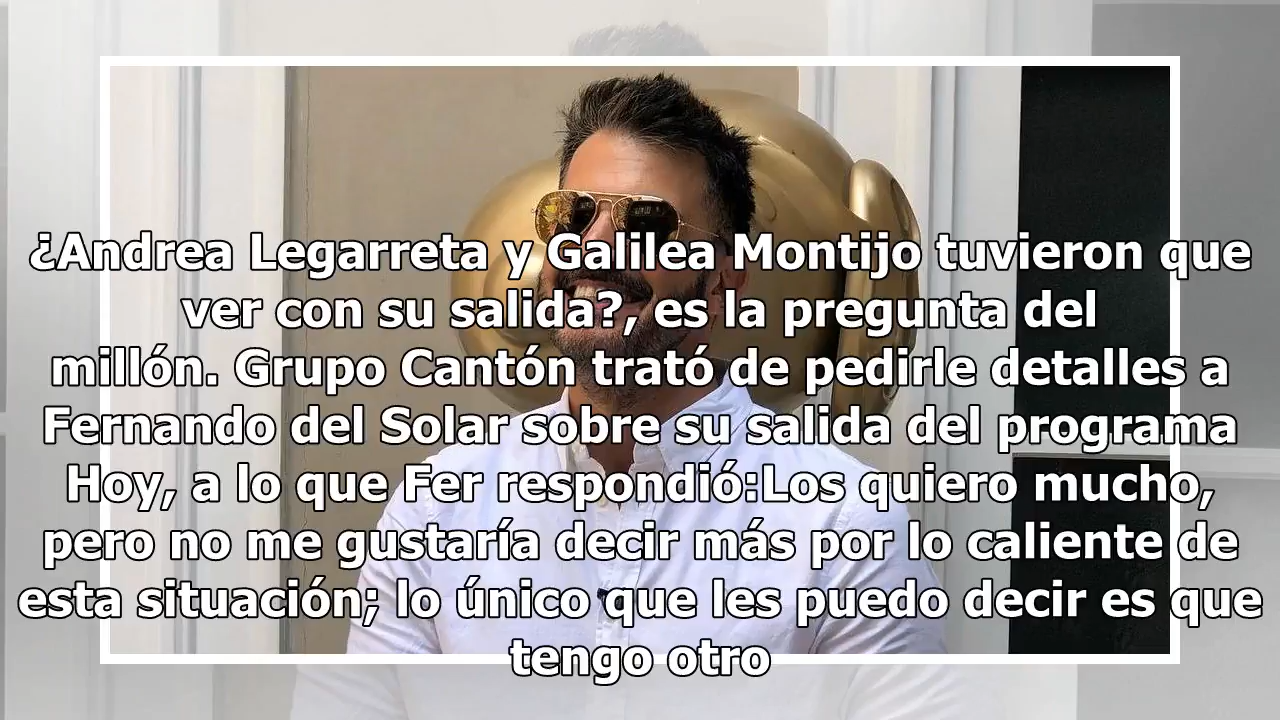 ¿Andrea Legarreta y Galilea Montijo tuvieron que
ver con su salida?, es la pregunta del
millón. Grupo Cantón trató de pedirle detalles a
Fernando del Solar sobre su salida del programa
Hoy, a lo que Fer respondió:Los quiero mucho,
pero no me gustaría decir más por lo caliente de
esta situación; lo único que les puedo decir es que
tengo otro